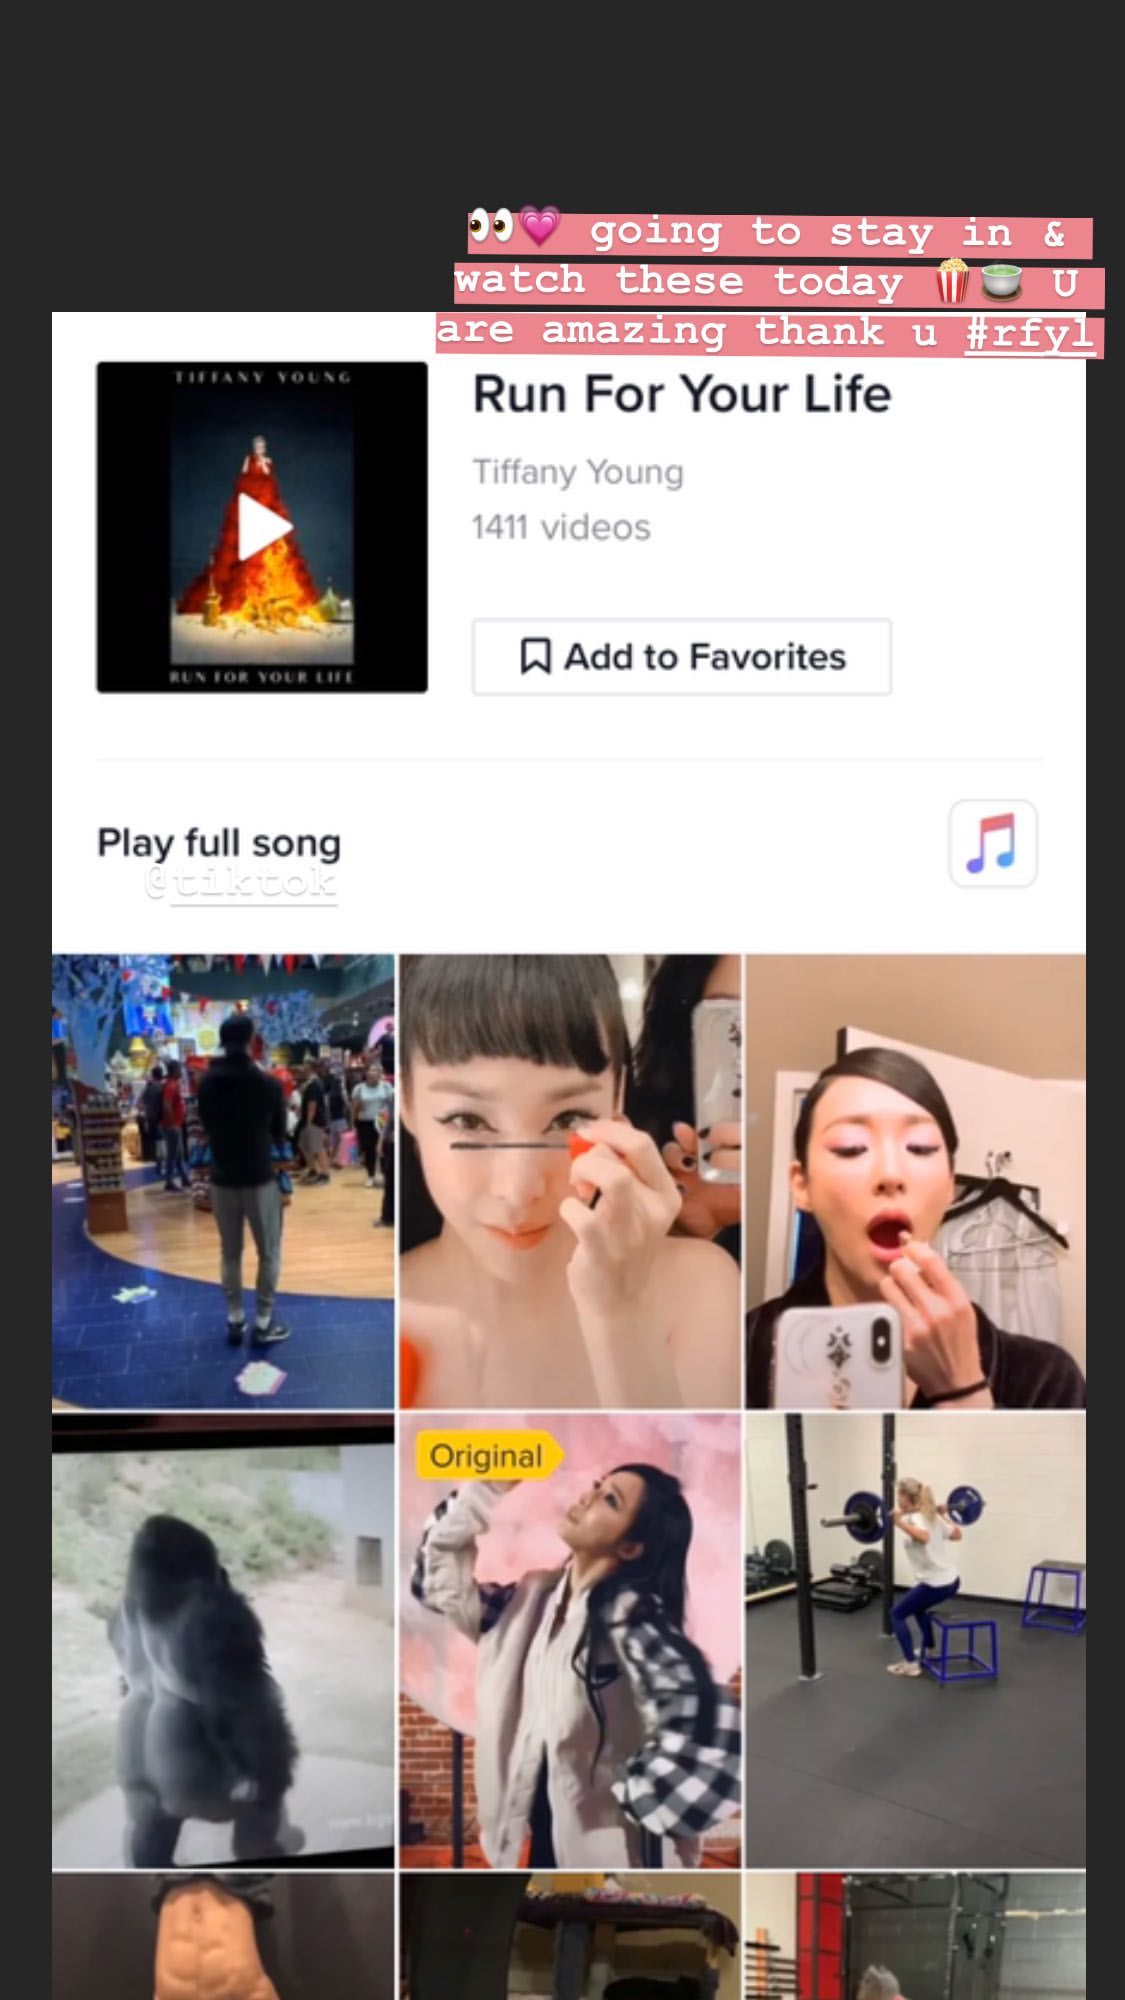 👀💗 going to stay in &
watch these today 🍿🍵 U
are amazing thank u #rfyl
TIFFANY YOUNG
RUN FOR YOUR LIFE
Run For Your Life
Tiffany Young
1411 videos
Add to Favorites
Play full song
@tiktok
Original